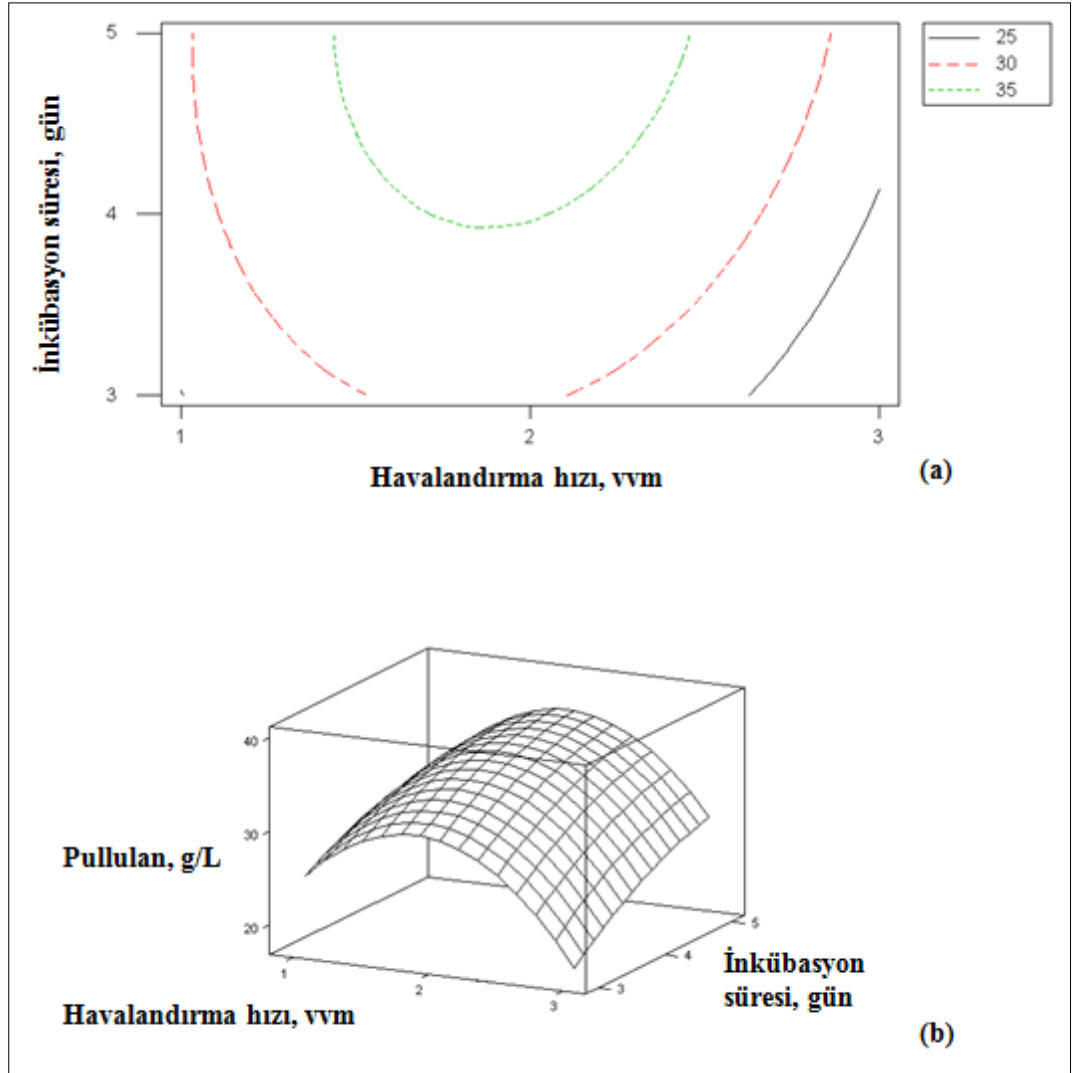 5
4
3
İnkübasyon süresi, gün
1
2
3
Havalandırma hızı, vvm
25
30
35
(a)
40
30
20
Pullulan, g/L
1
2
3
Havalandırma hızı, vvm
3
4
5
İnkübasyon
süresi, gün
(b)